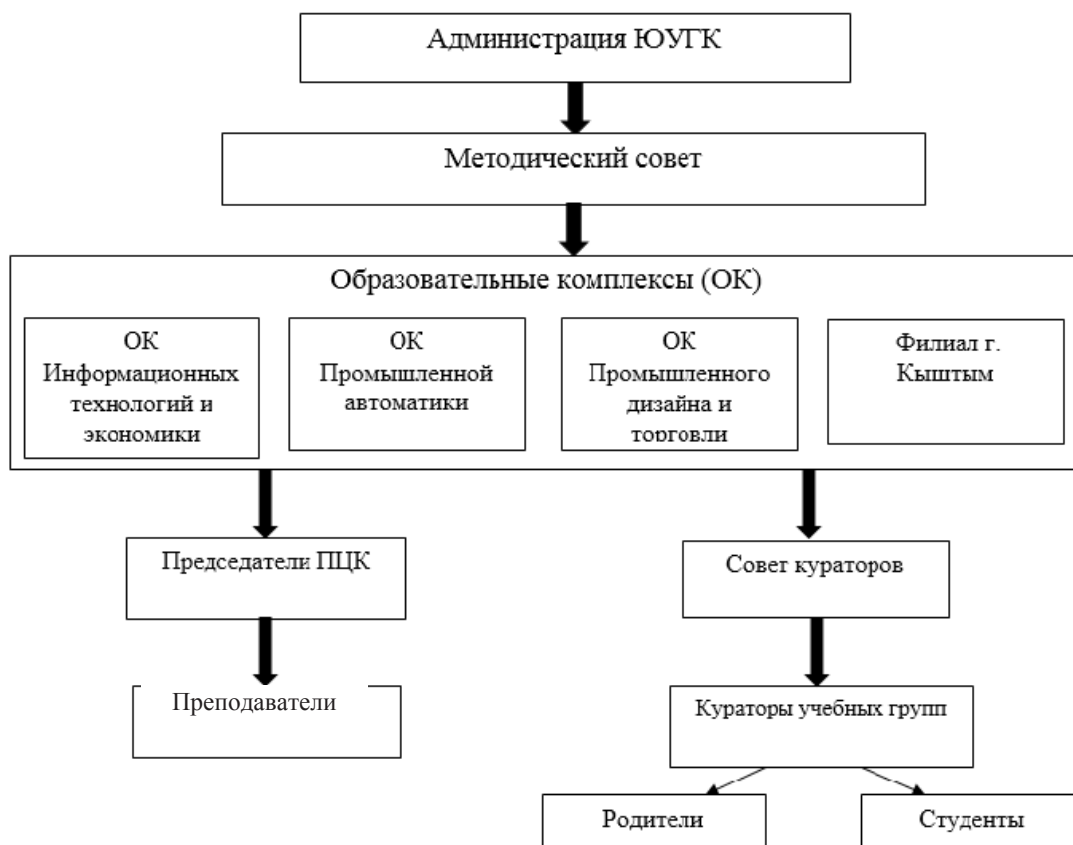 Администрация ЮУГК
Методический совет
Образовательные комплексы (ОК)
ОК
Информационных
технологий и
экономики
ОК
Промышленной
автоматики
ОК
Промышленного
дизайна и
торговли
Филиал г.
Кыштым
Председатели ПЦК
Совет кураторов
Преподаватели
Кураторы учебных групп
Родители
Студенты